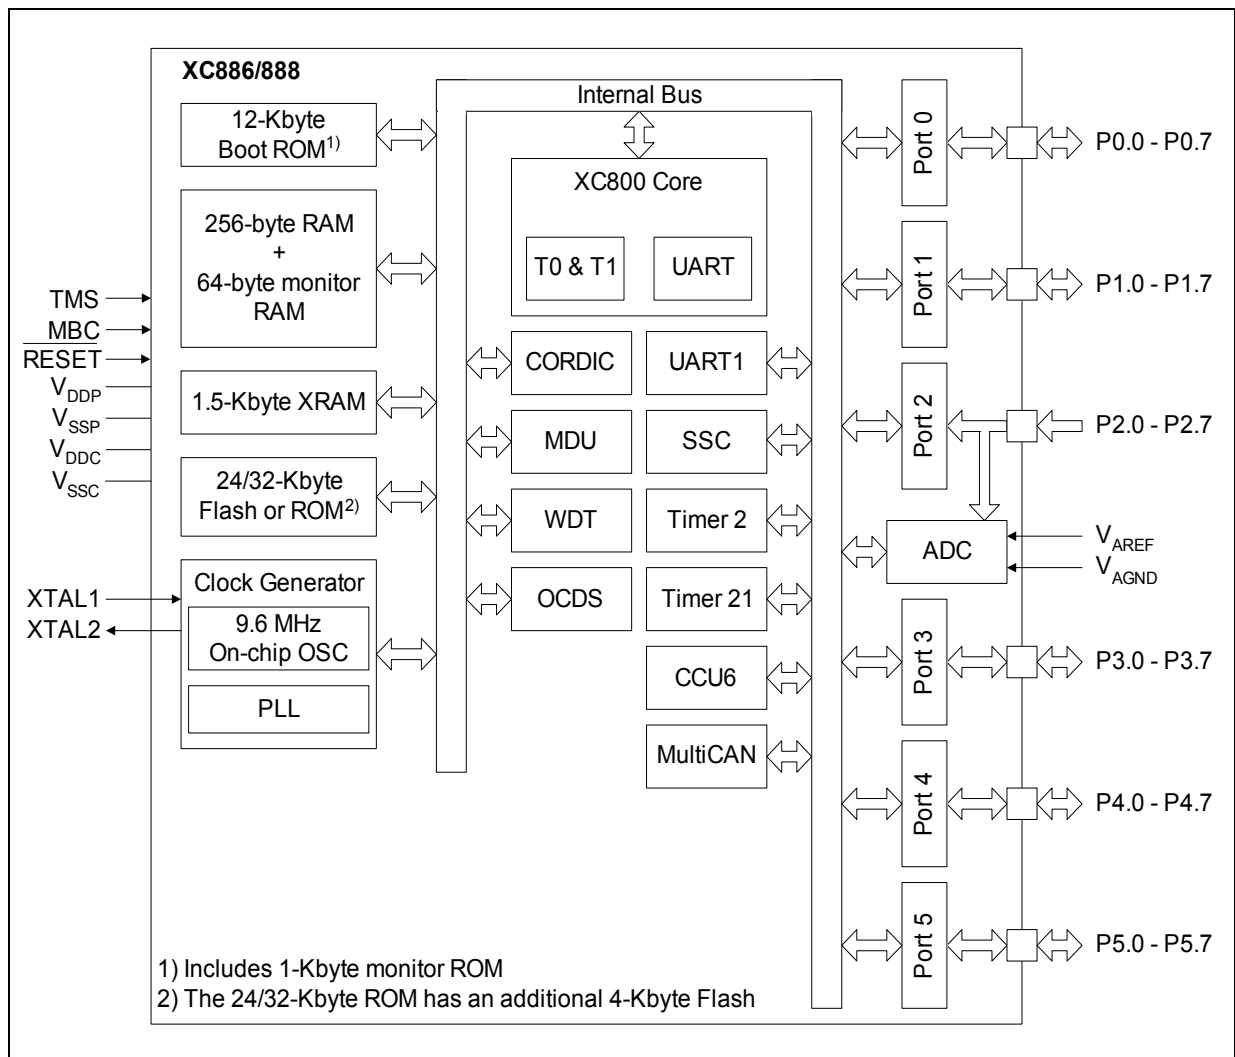 XC886/888
Internal Bus
12-Kbyte
Boot ROM1)
256-byte RAM
+
64-byte monitor
RAM
1.5-Kbyte XRAM
24/32-Kbyte
Flash or ROM2)
Clock Generator
9.6 MHz
On-chip OSC
PLL
TMS
MBC
RESET
VDDP
VSSP
VDDC
VSSC
XTAL1
XTAL2
XC800 Core
T0 & T1
UART
CORDIC
UART1
MDU
SSC
WDT
Timer 2
OCDS
Timer 21
CCU6
MultiCAN
Port 0
P0.0 - P0.7
Port 1
P1.0 - P1.7
Port 2
P2.0 - P2.7
ADC
VAREF
VAGND
Port 3
P3.0 - P3.7
Port 4
P4.0 - P4.7
Port 5
P5.0 - P5.7
1) Includes 1-Kbyte monitor ROM
2) The 24/32-Kbyte ROM has an additional 4-Kbyte Flash